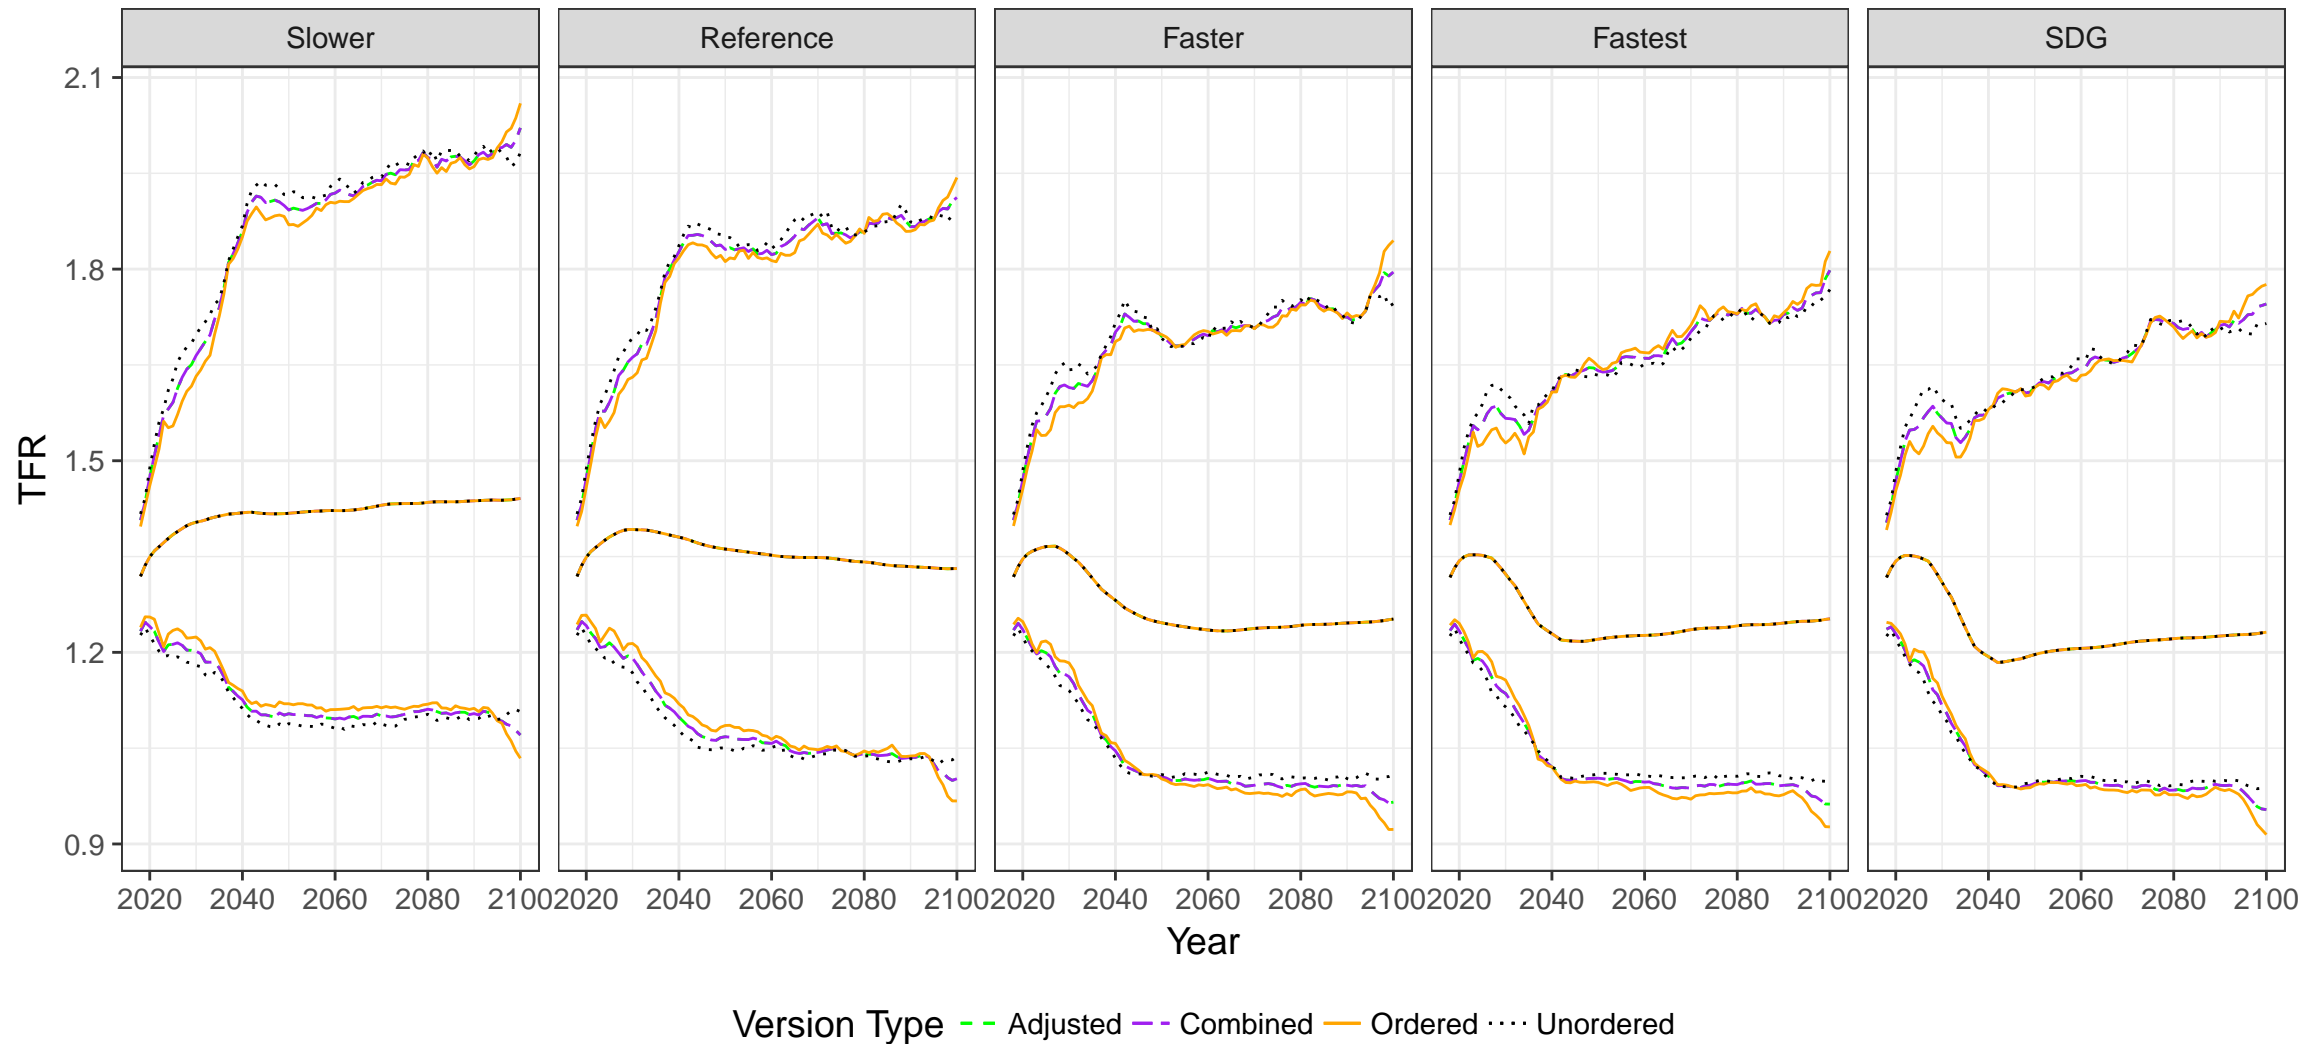 Slower Reference Faster Fastest SDG
2.1
1.8
1.5
1.2
0.9
TFR
2020 2040 2060 2080 2100 2020 2040 2060 2080 2100 2020 2040 2060 2080 2100 2020 2040 2060 2080 2100 2020 2040 2060 2080 2100
Year
Version Type Adjusted Combined Ordered Unordered